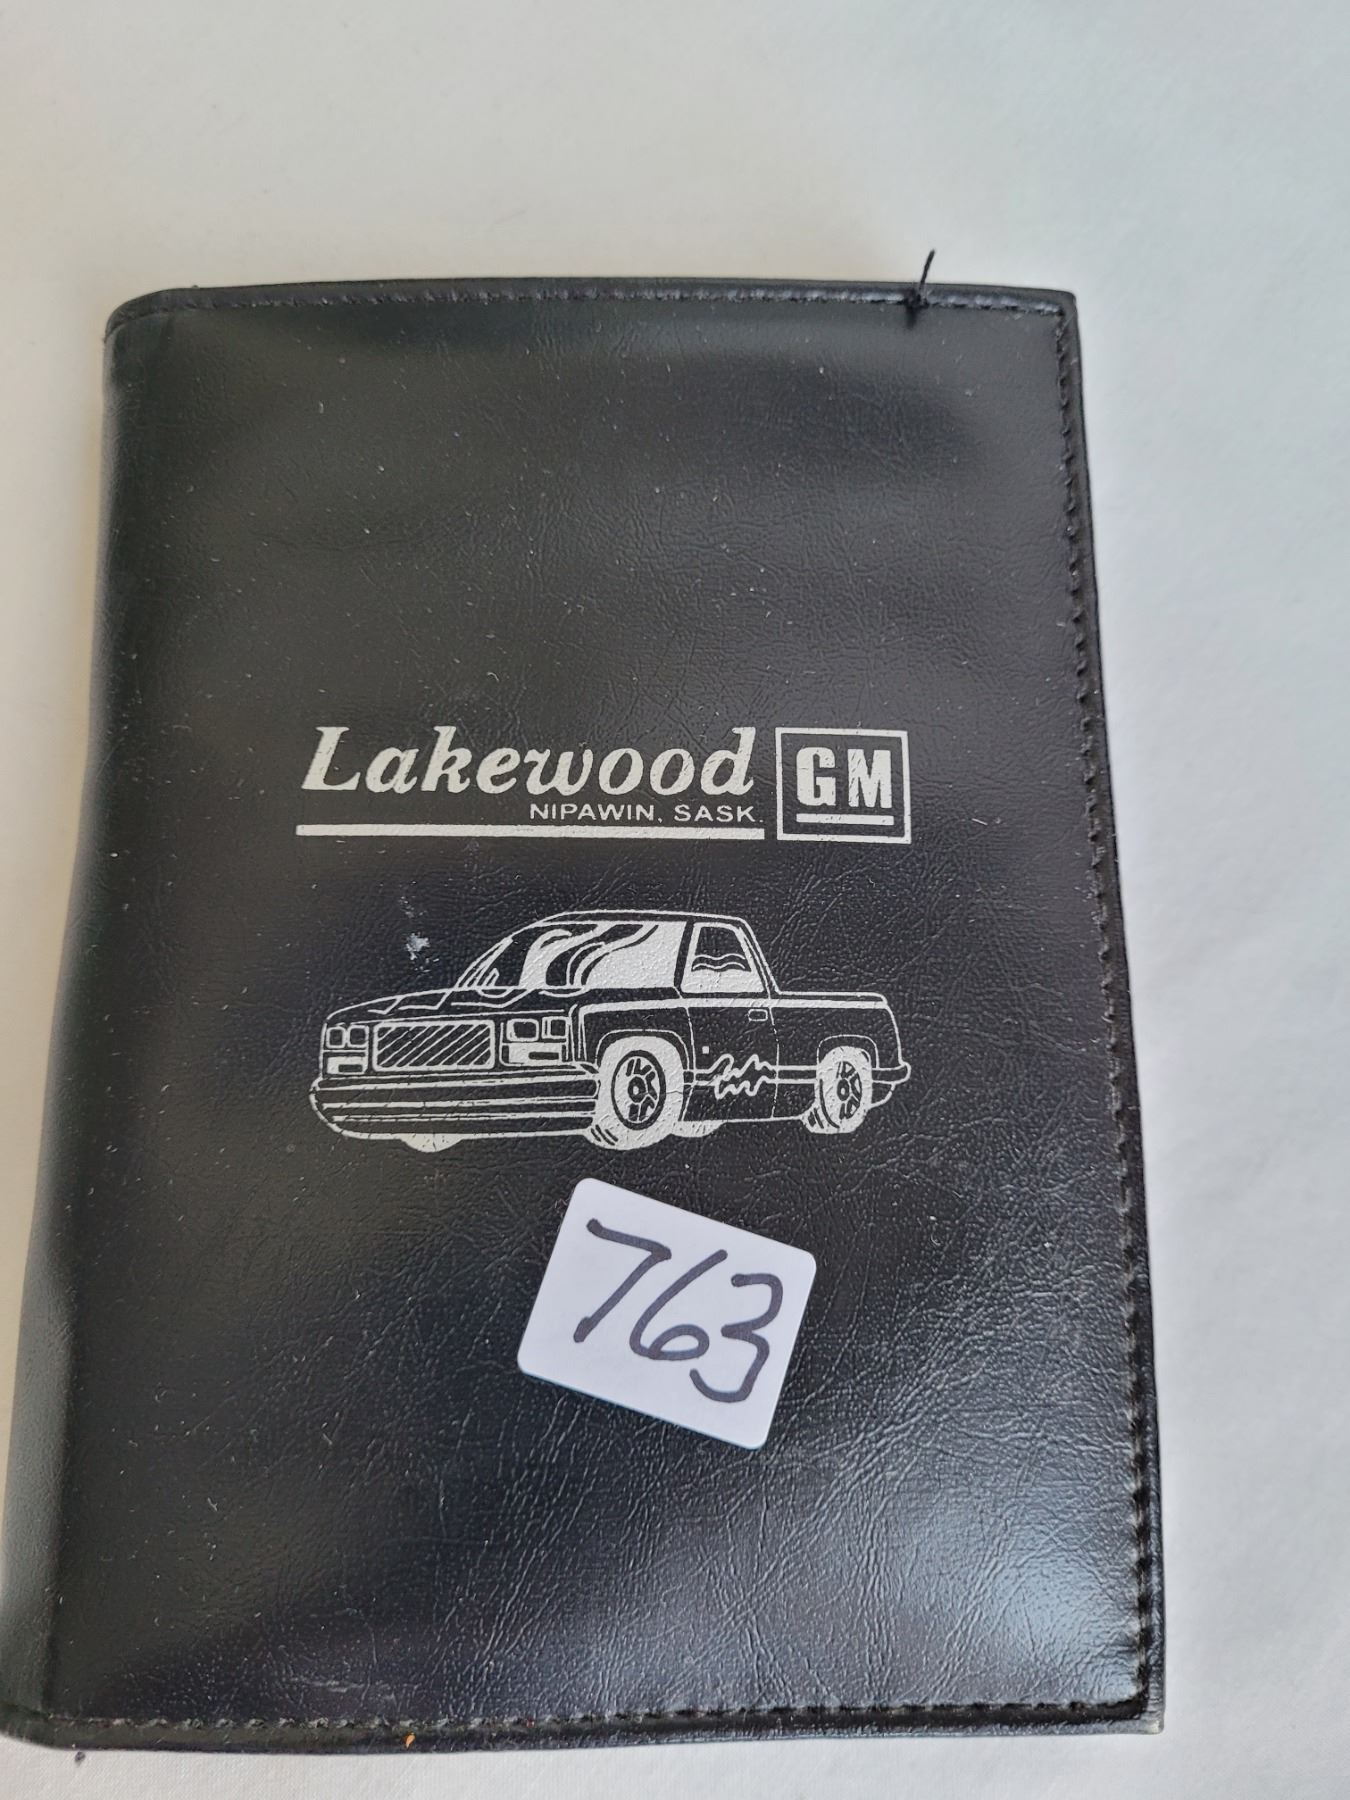 Lakewood GM
NIPAWIN, SASK.
763